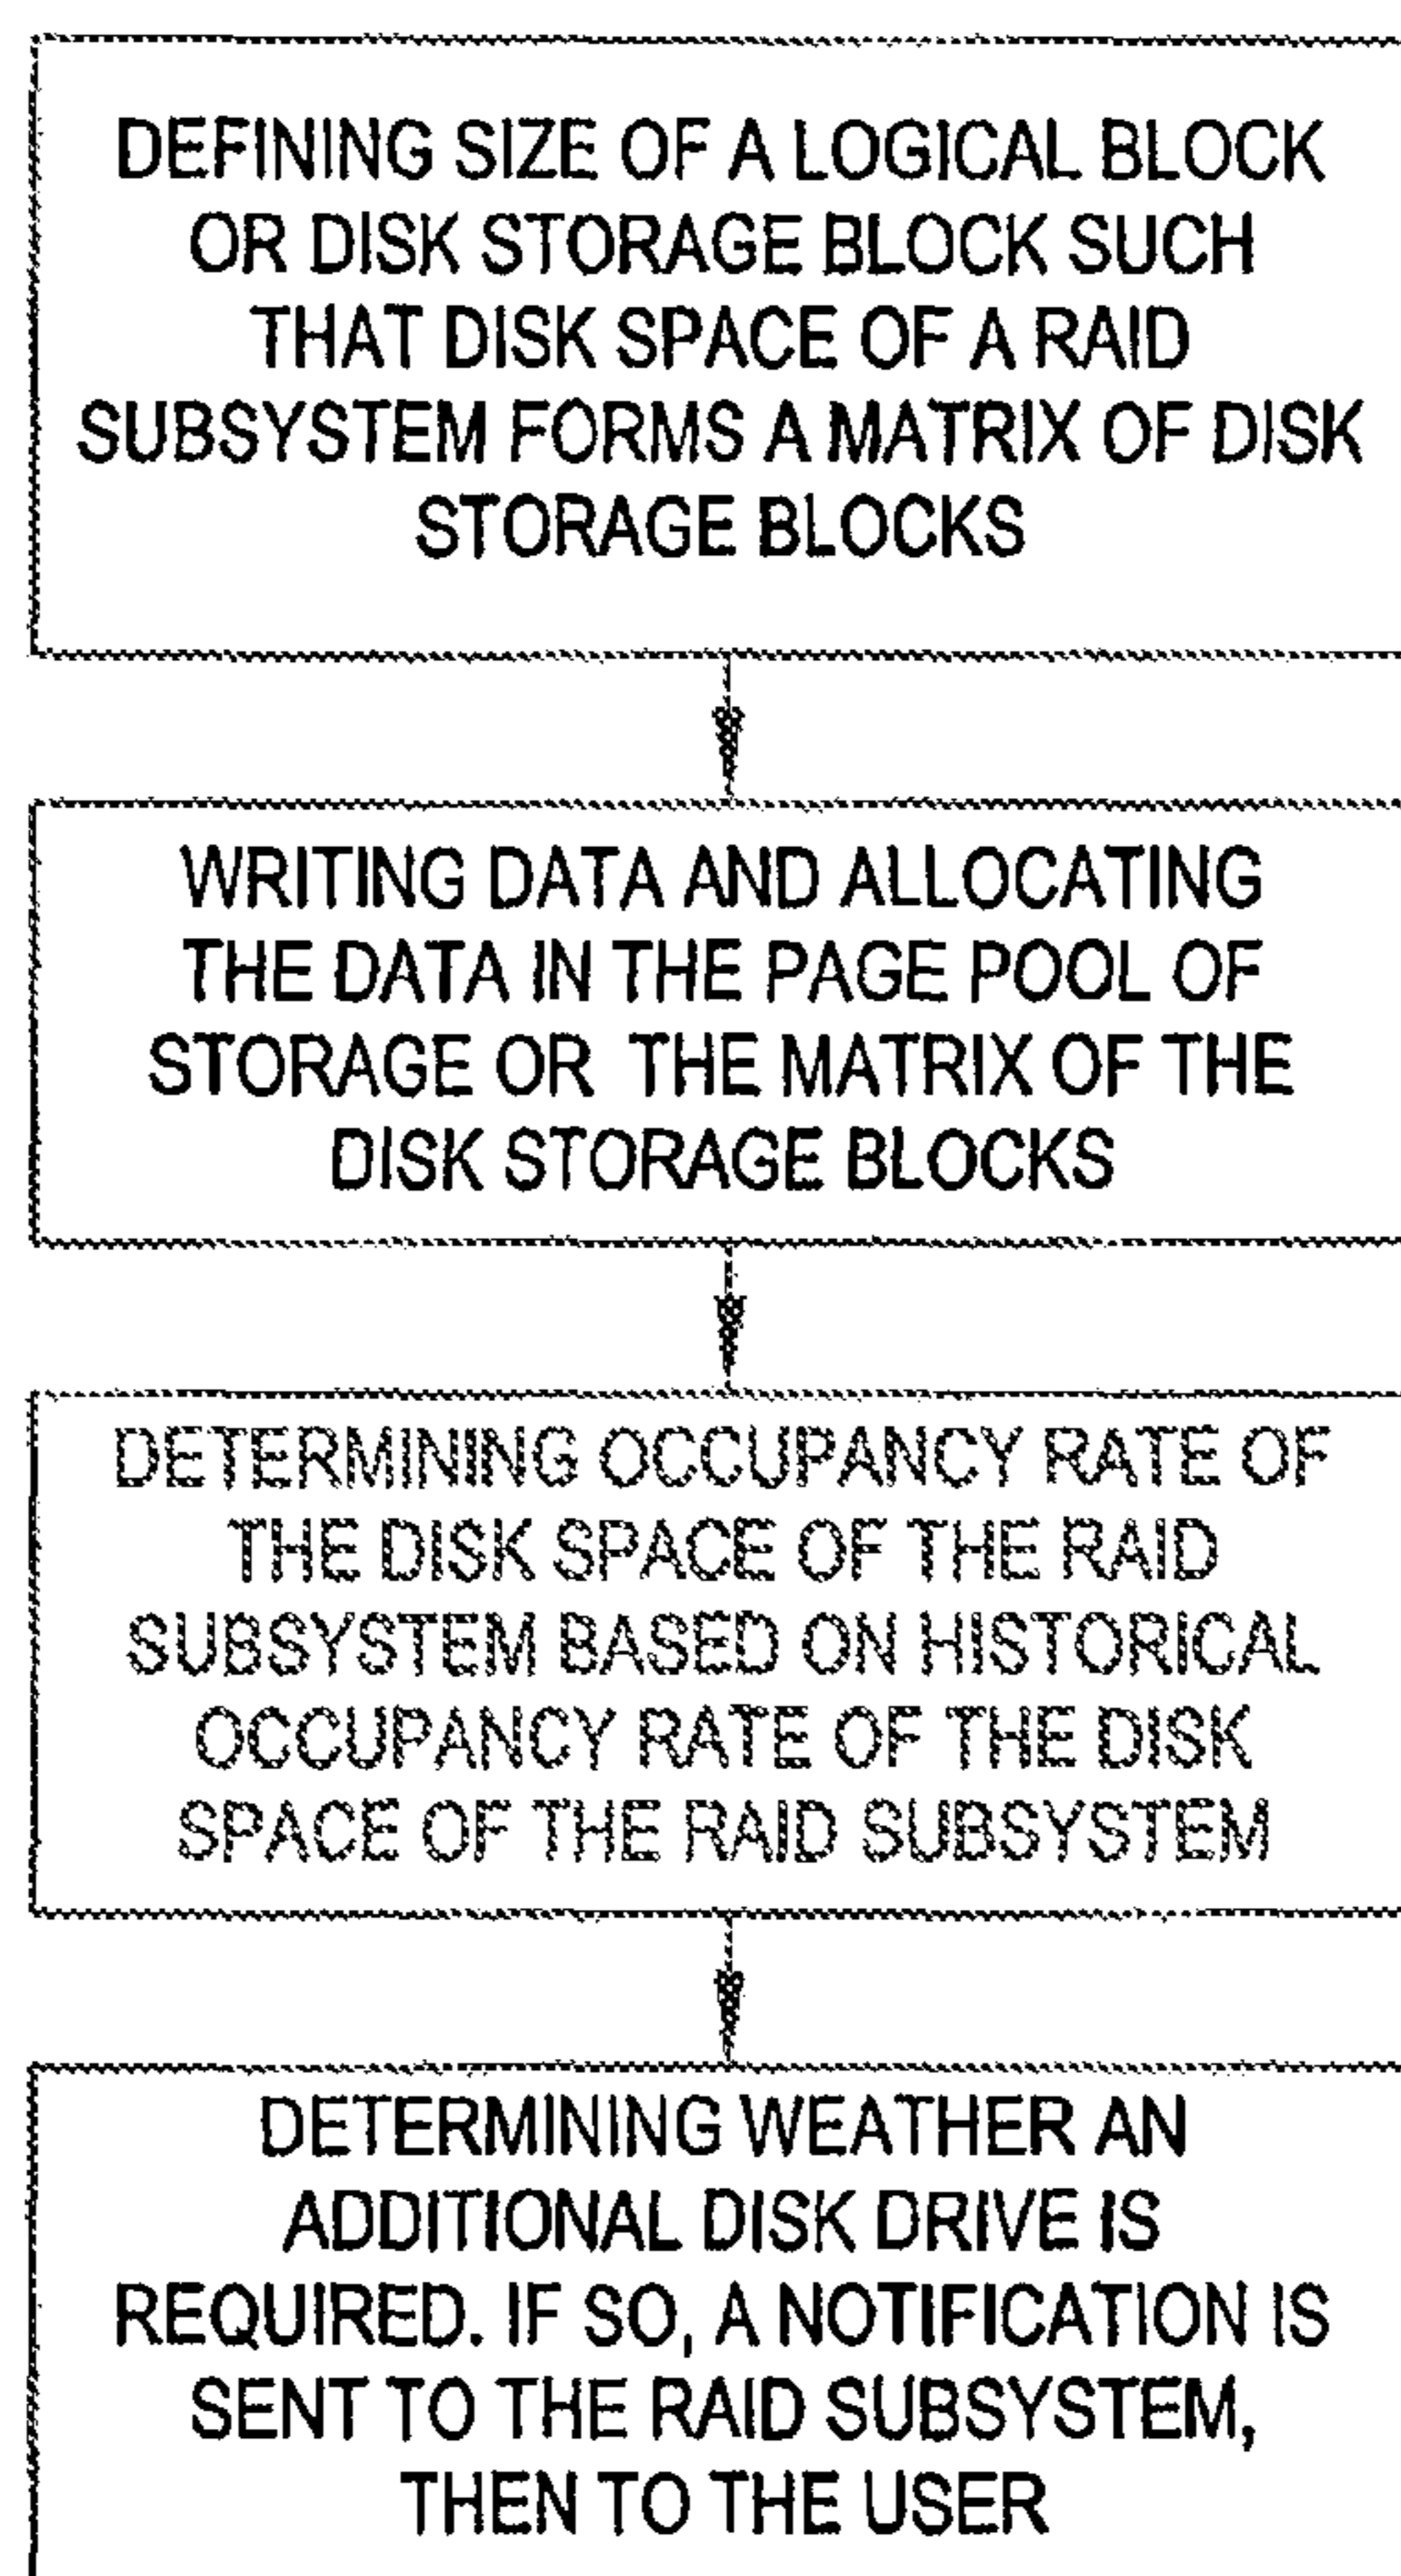 DEFINING SIZE OF A LOGICAL BLOCK
OR DISK STORAGE BLOCK SUCH
THAT DISK SPACE OF A RAID
SUBSYSTEM FORMS A MATRIX OF DISK
STORAGE BLOCKS
WRITING DATA AND ALLOCATING
THE DATA IN THE PAGE POOL OF
STORAGE OR THE MATRIX OF THE
DISK STORAGE BLOCKS
DETERMINING OCCUPANCY RATE OF
THE DISK SPACE OF THE RAID
SUBSYSTEM BASED ON HISTORICAL
OCCUPANCY RATE OF THE DISK
SPACE OF THE RAID SUBSYSTEM
DETERMINING WEATHER AN
ADDITIONAL DISK DRIVE IS
REQUIRED. IF SO, A NOTIFICATION IS
SENT TO THE RAID SUBSYSTEM,
THEN TO THE USER